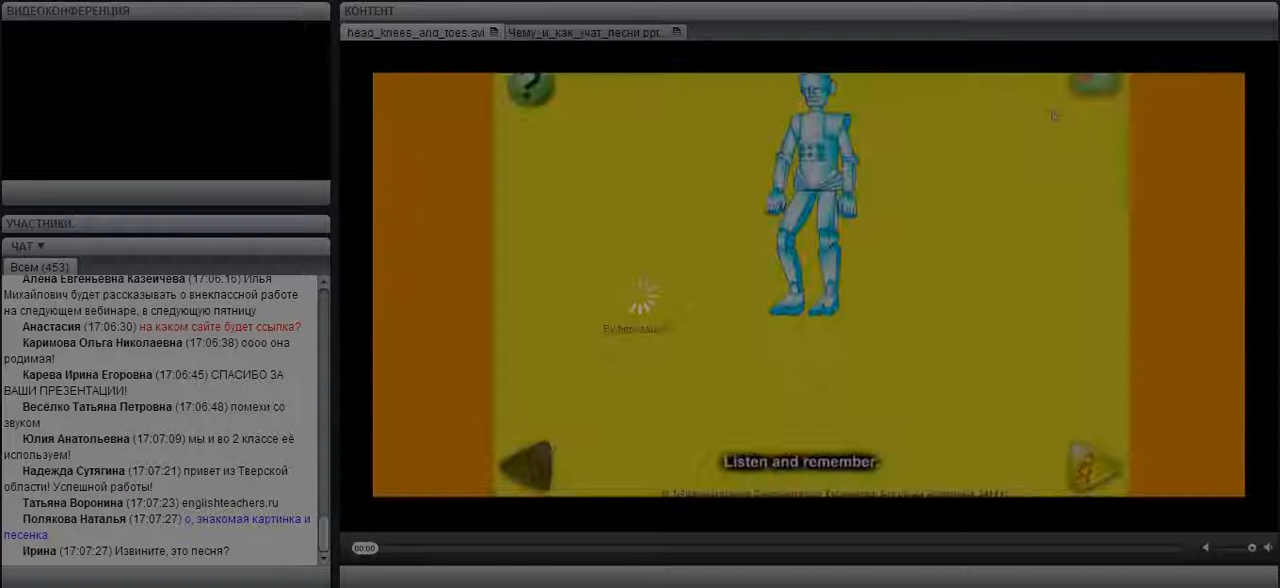 ВИДЕОКОНФЕРЕНЦИЯ
КОНТЕНТ
head_knees_and_toes.avi
Чему_и_как_учат_песни.ppt...
?
УЧАСТНИКИ
ЧАТ
Всем (453)
Алена Евгеньевна Казеичева (17:06:16) Илья
Михайлович будет рассказывать о внеклассной работе
на следующем вебинаре, в следующую пятницу
Анастасия (17:06:30) на каком сайте будет ссылка?
Каримова Ольга Николаевна (17:06:38) оооо она
родимая!
Карева Ирина Егоровна (17:06:45) СПАСИБО ЗА
ВАШИ ПРЕЗЕНТАЦИИ!
Весёлко Татьяна Петровна (17:06:48) помехи со
звуком
Юлия Анатольевна (17:07:09) мы и во 2 классе её
используем!
Надежда Сутягина (17:07:21) привет из Тверской
области! Успешной работы!
Татьяна Воронина (17:07:23) englishteachers.ru
Полякова Наталья (17:07:27) о, знакомая картинка и
песенка
Ирина (17:07:27) Извините, это песня?
Listen and remember.
00:00